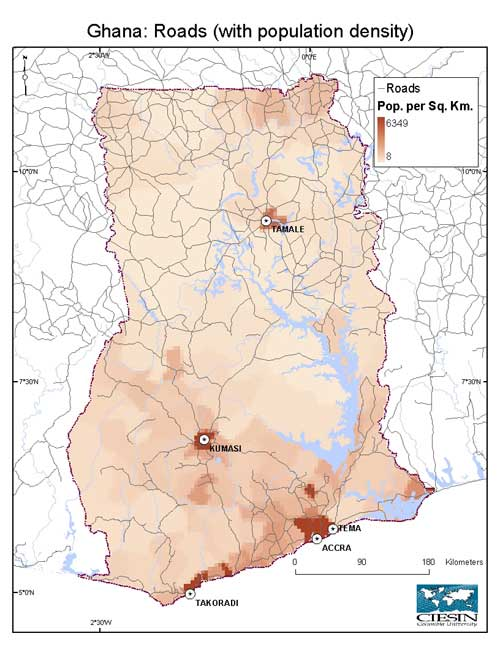 Ghana: Roads (with population density)
2°30'W
0°0'E
N
Roads
Pop. per Sq. Km.
6349
8
10°0'N
10°0'N
TAMALE
7°30'N
7°30'N
KUMASI
TEMA
ACCRA
0 90 180 Kilometers
5°0'N
TAKORADI
CIESIN
Columbia University
2°30'W